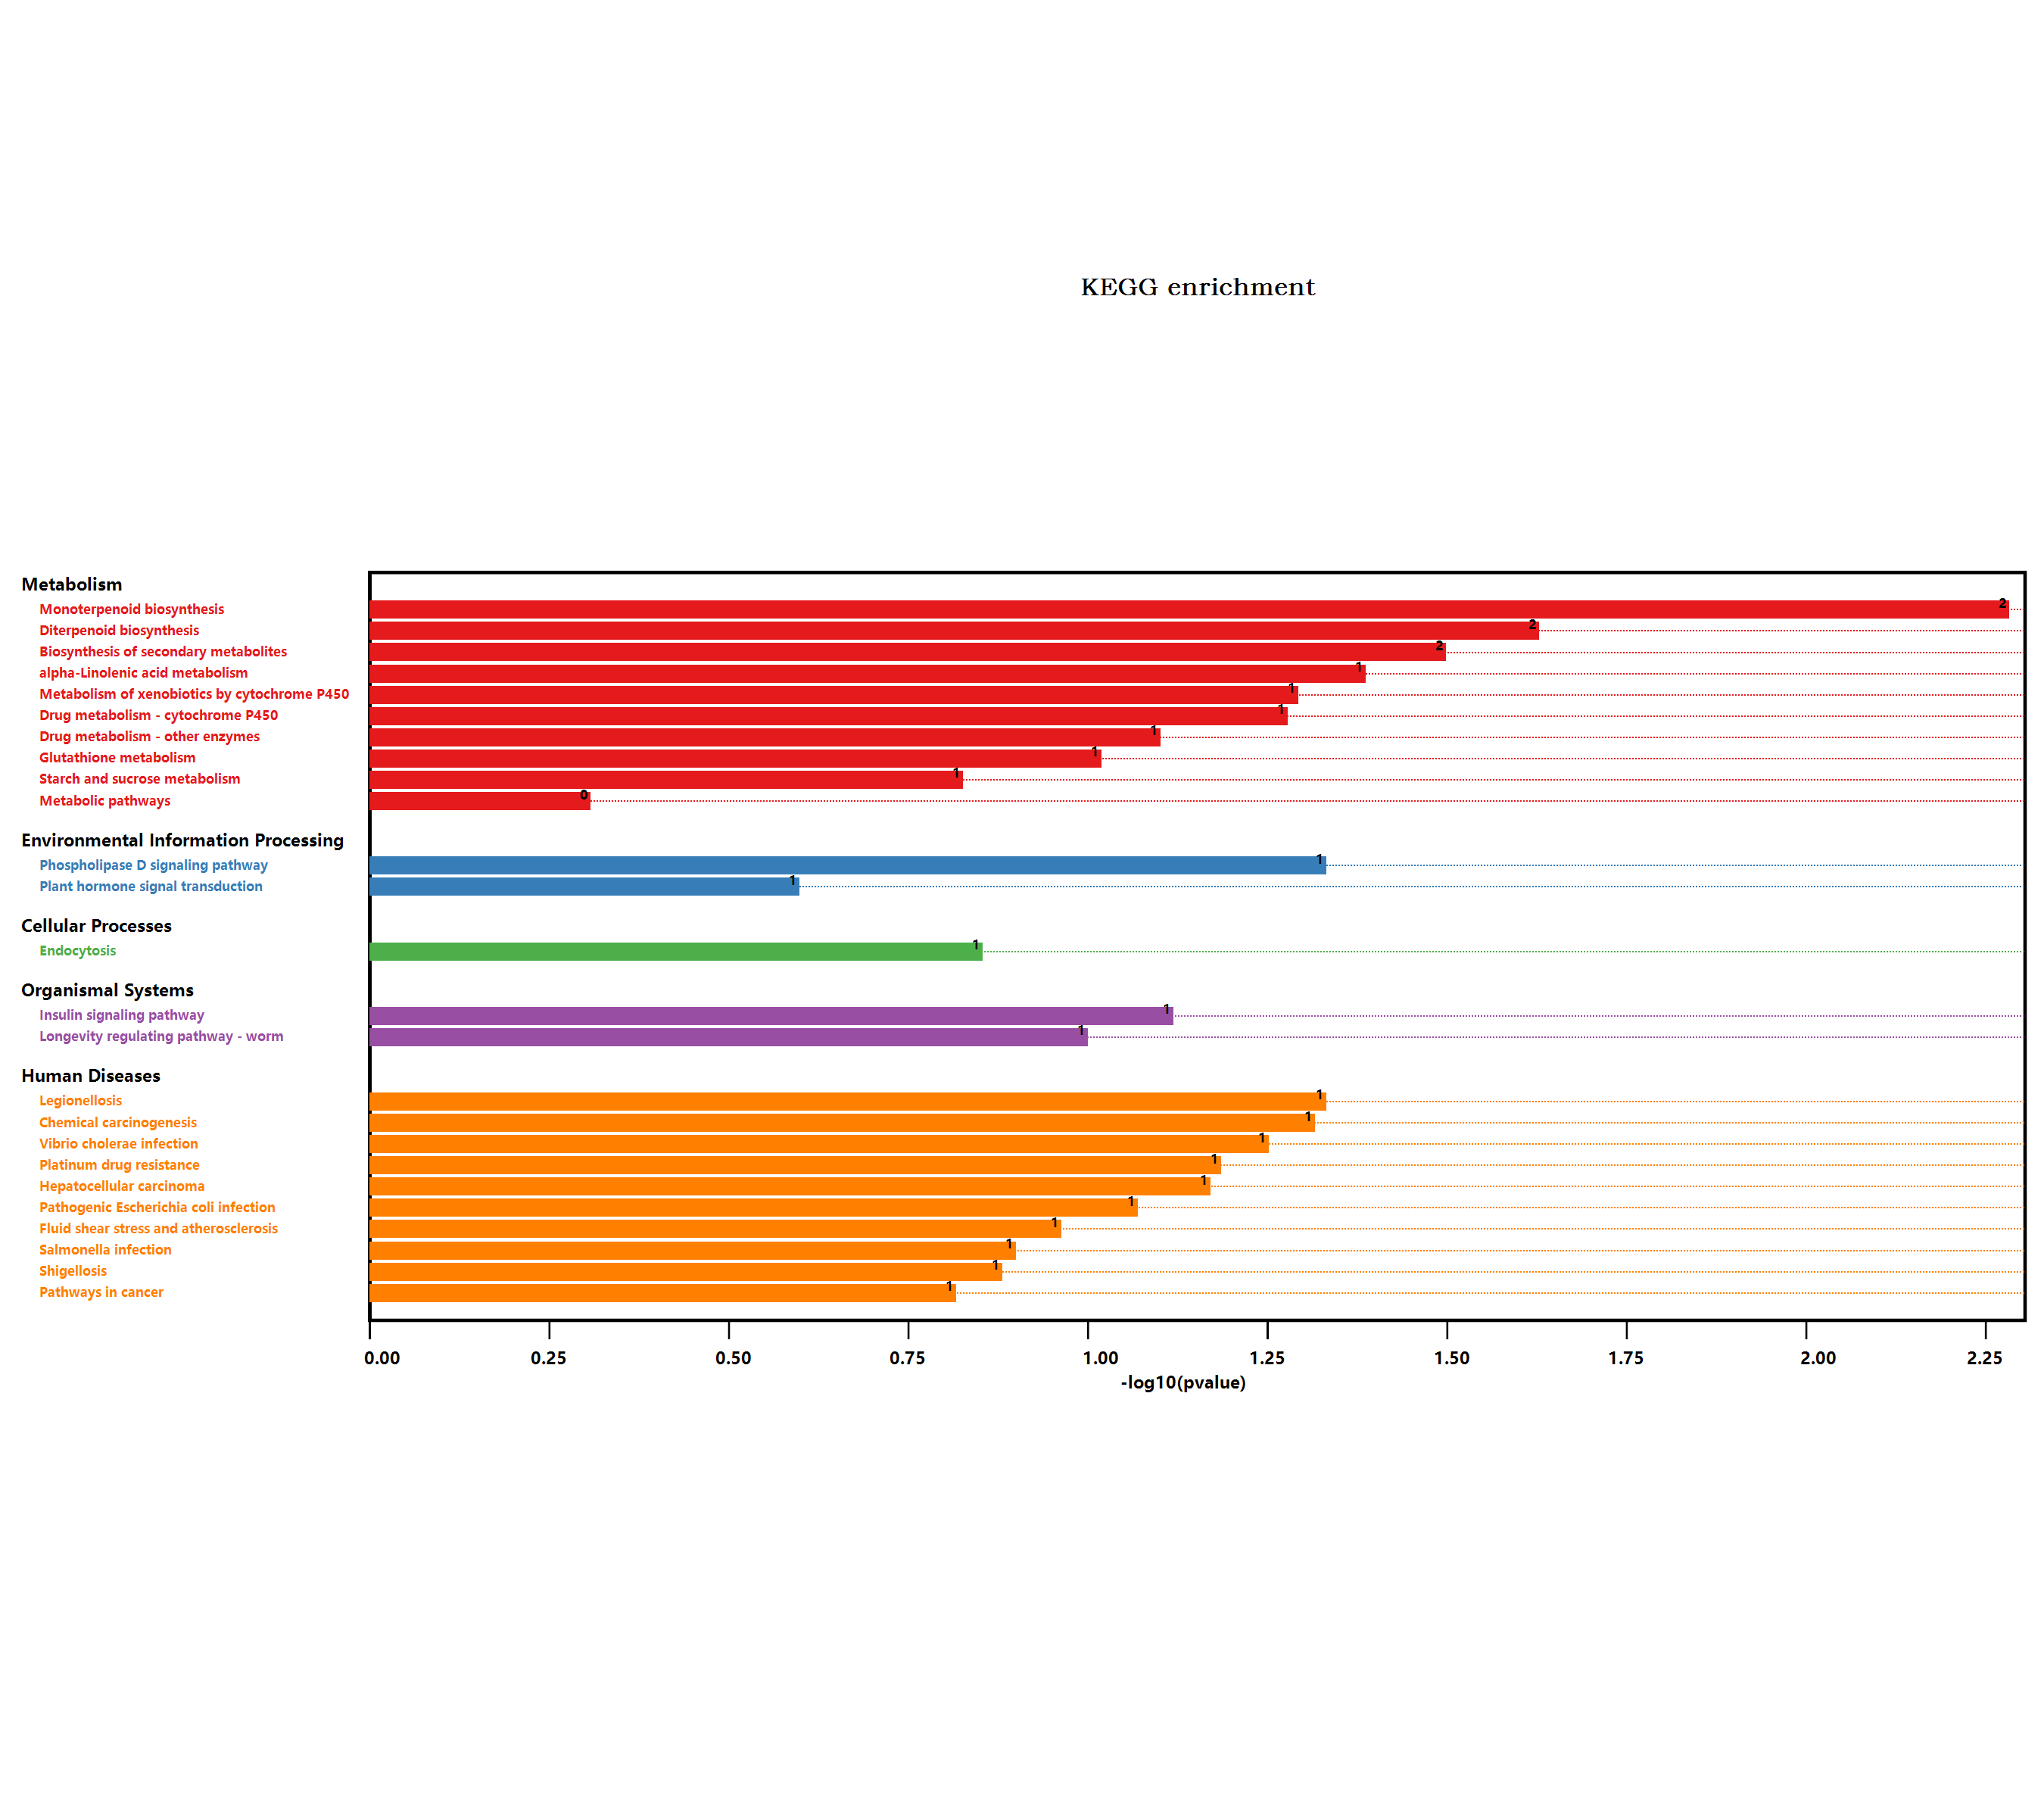 KEGG enrichment
Metabolism
Monoterpenoid biosynthesis 2
Diterpenoid biosynthesis 2
Biosynthesis of secondary metabolites 2
alpha-Linolenic acid metabolism 1
Metabolism of xenobiotics by cytochrome P450 1
Drug metabolism - cytochrome P450 1
Drug metabolism - other enzymes 1
Glutathione metabolism 1
Starch and sucrose metabolism 1
Metabolic pathways 0
Environmental Information Processing
Phospholipase D signaling pathway 1
Plant hormone signal transduction 1
Cellular Processes
Endocytosis 1
Organismal Systems
Insulin signaling pathway 1
Longevity regulating pathway - worm 1
Human Diseases
Legionellosis 1
Chemical carcinogenesis 1
Vibrio cholerae infection 1
Platinum drug resistance 1
Hepatocellular carcinoma 1
Pathogenic Escherichia coli infection 1
Fluid shear stress and atherosclerosis 1
Salmonella infection 1
Shigellosis 1
Pathways in cancer 1
0.00 0.25 0.50 0.75 1.00 1.25 1.50 1.75 2.00 2.25
-log10(pvalue)